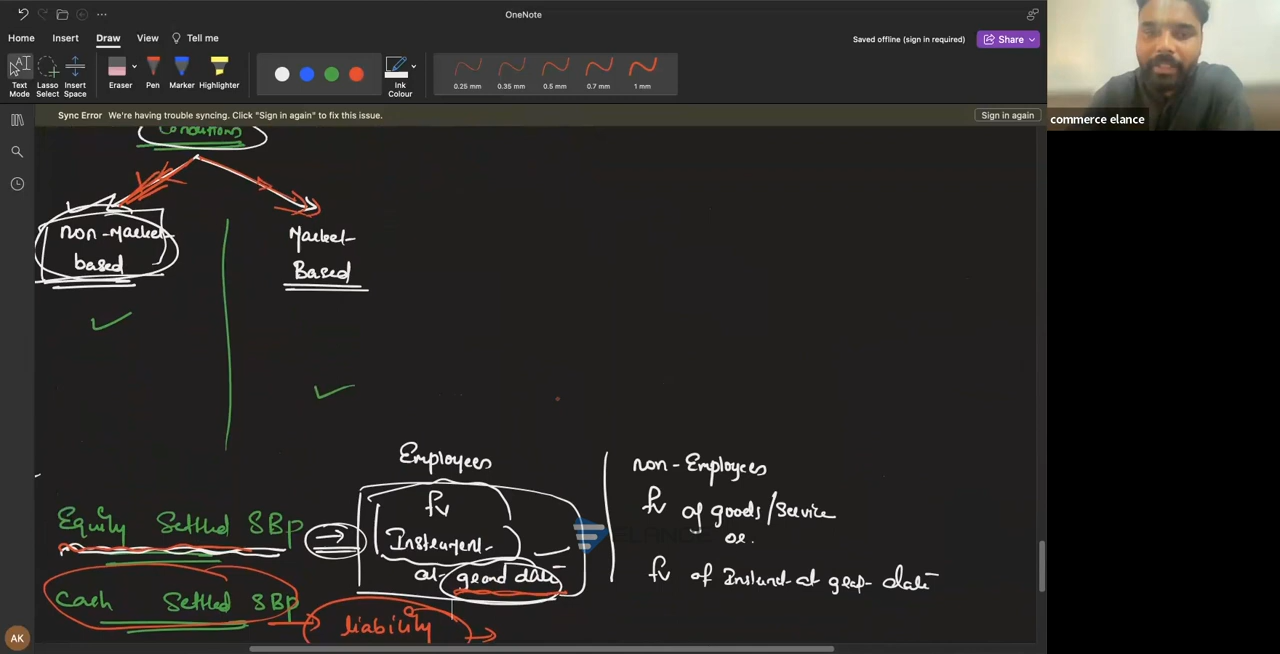 OneNote
Home Insert Draw View Tell me
Saved offline (sign in required)
Share
Text Mode
Lasso Select
Insert Space
Eraser
Pen
Marker
Highlighter
Ink Colour
0.25 mm 0.35 mm 0.5 mm 0.7 mm 1 mm
commerce elance
Sync Error We're having trouble syncing. Click "Sign in again" to fix this issue.
Sign in again
Conditions
non-Market
based
Market
Based
Employees
non-Employees
fv
fv of goods/Service
Instrument
or
Equity Settled SBP
at grand date
fv of at date
Cash Settled SBP
liability
ELANCE
AK